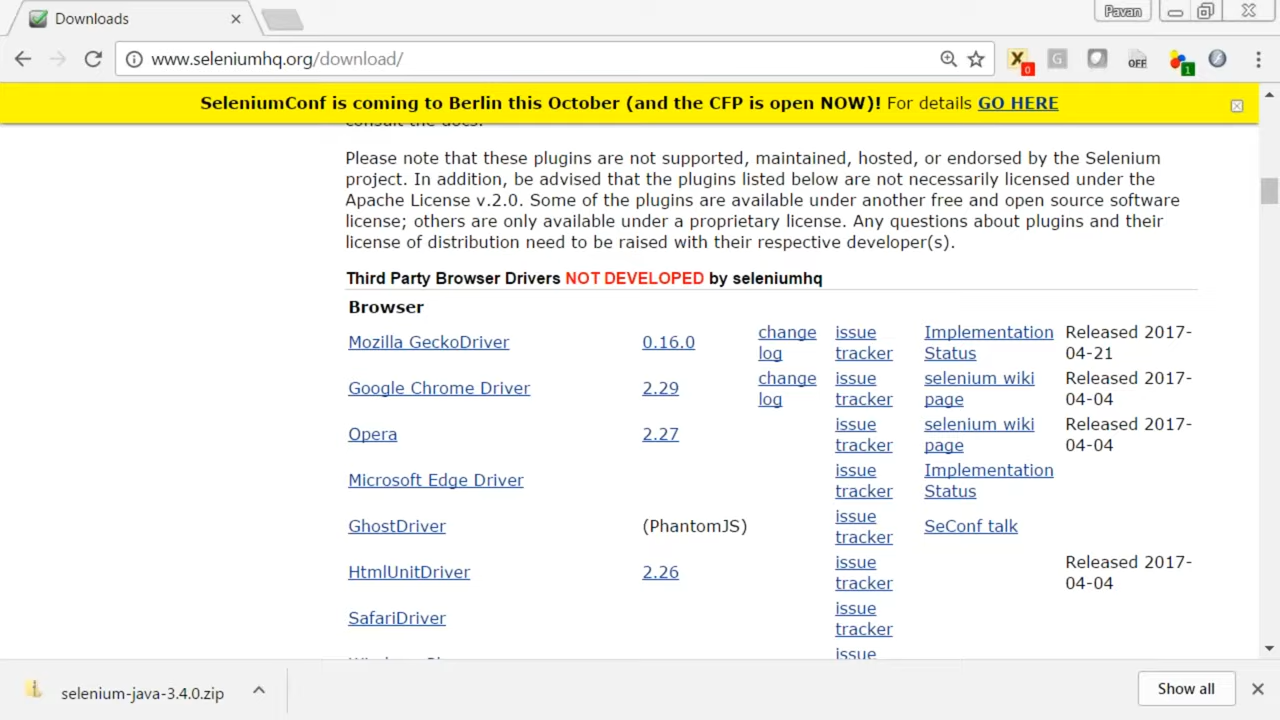 Downloads
Pavan
www.seleniumhq.org/download/
X
0
G
OFF
1
SeleniumConf is coming to Berlin this October (and the CFP is open NOW)! For details GO HERE
consult the docs.
Please note that these plugins are not supported, maintained, hosted, or endorsed by the Selenium
project. In addition, be advised that the plugins listed below are not necessarily licensed under the
Apache License v.2.0. Some of the plugins are available under another free and open source software
license; others are only available under a proprietary license. Any questions about plugins and their
license of distribution need to be raised with their respective developer(s).
Third Party Browser Drivers NOT DEVELOPED by seleniumhq
Browser
Mozilla GeckoDriver 0.16.0 change log issue tracker Implementation Status Released 2017-04-21
Google Chrome Driver 2.29 change log issue tracker selenium wiki page Released 2017-04-04
Opera 2.27 issue tracker selenium wiki page Released 2017-04-04
Microsoft Edge Driver issue tracker Implementation Status
GhostDriver (PhantomJS) issue tracker SeConf talk
HtmlUnitDriver 2.26 issue tracker Released 2017-04-04
SafariDriver issue tracker
issue
selenium-java-3.4.0.zip
Show all